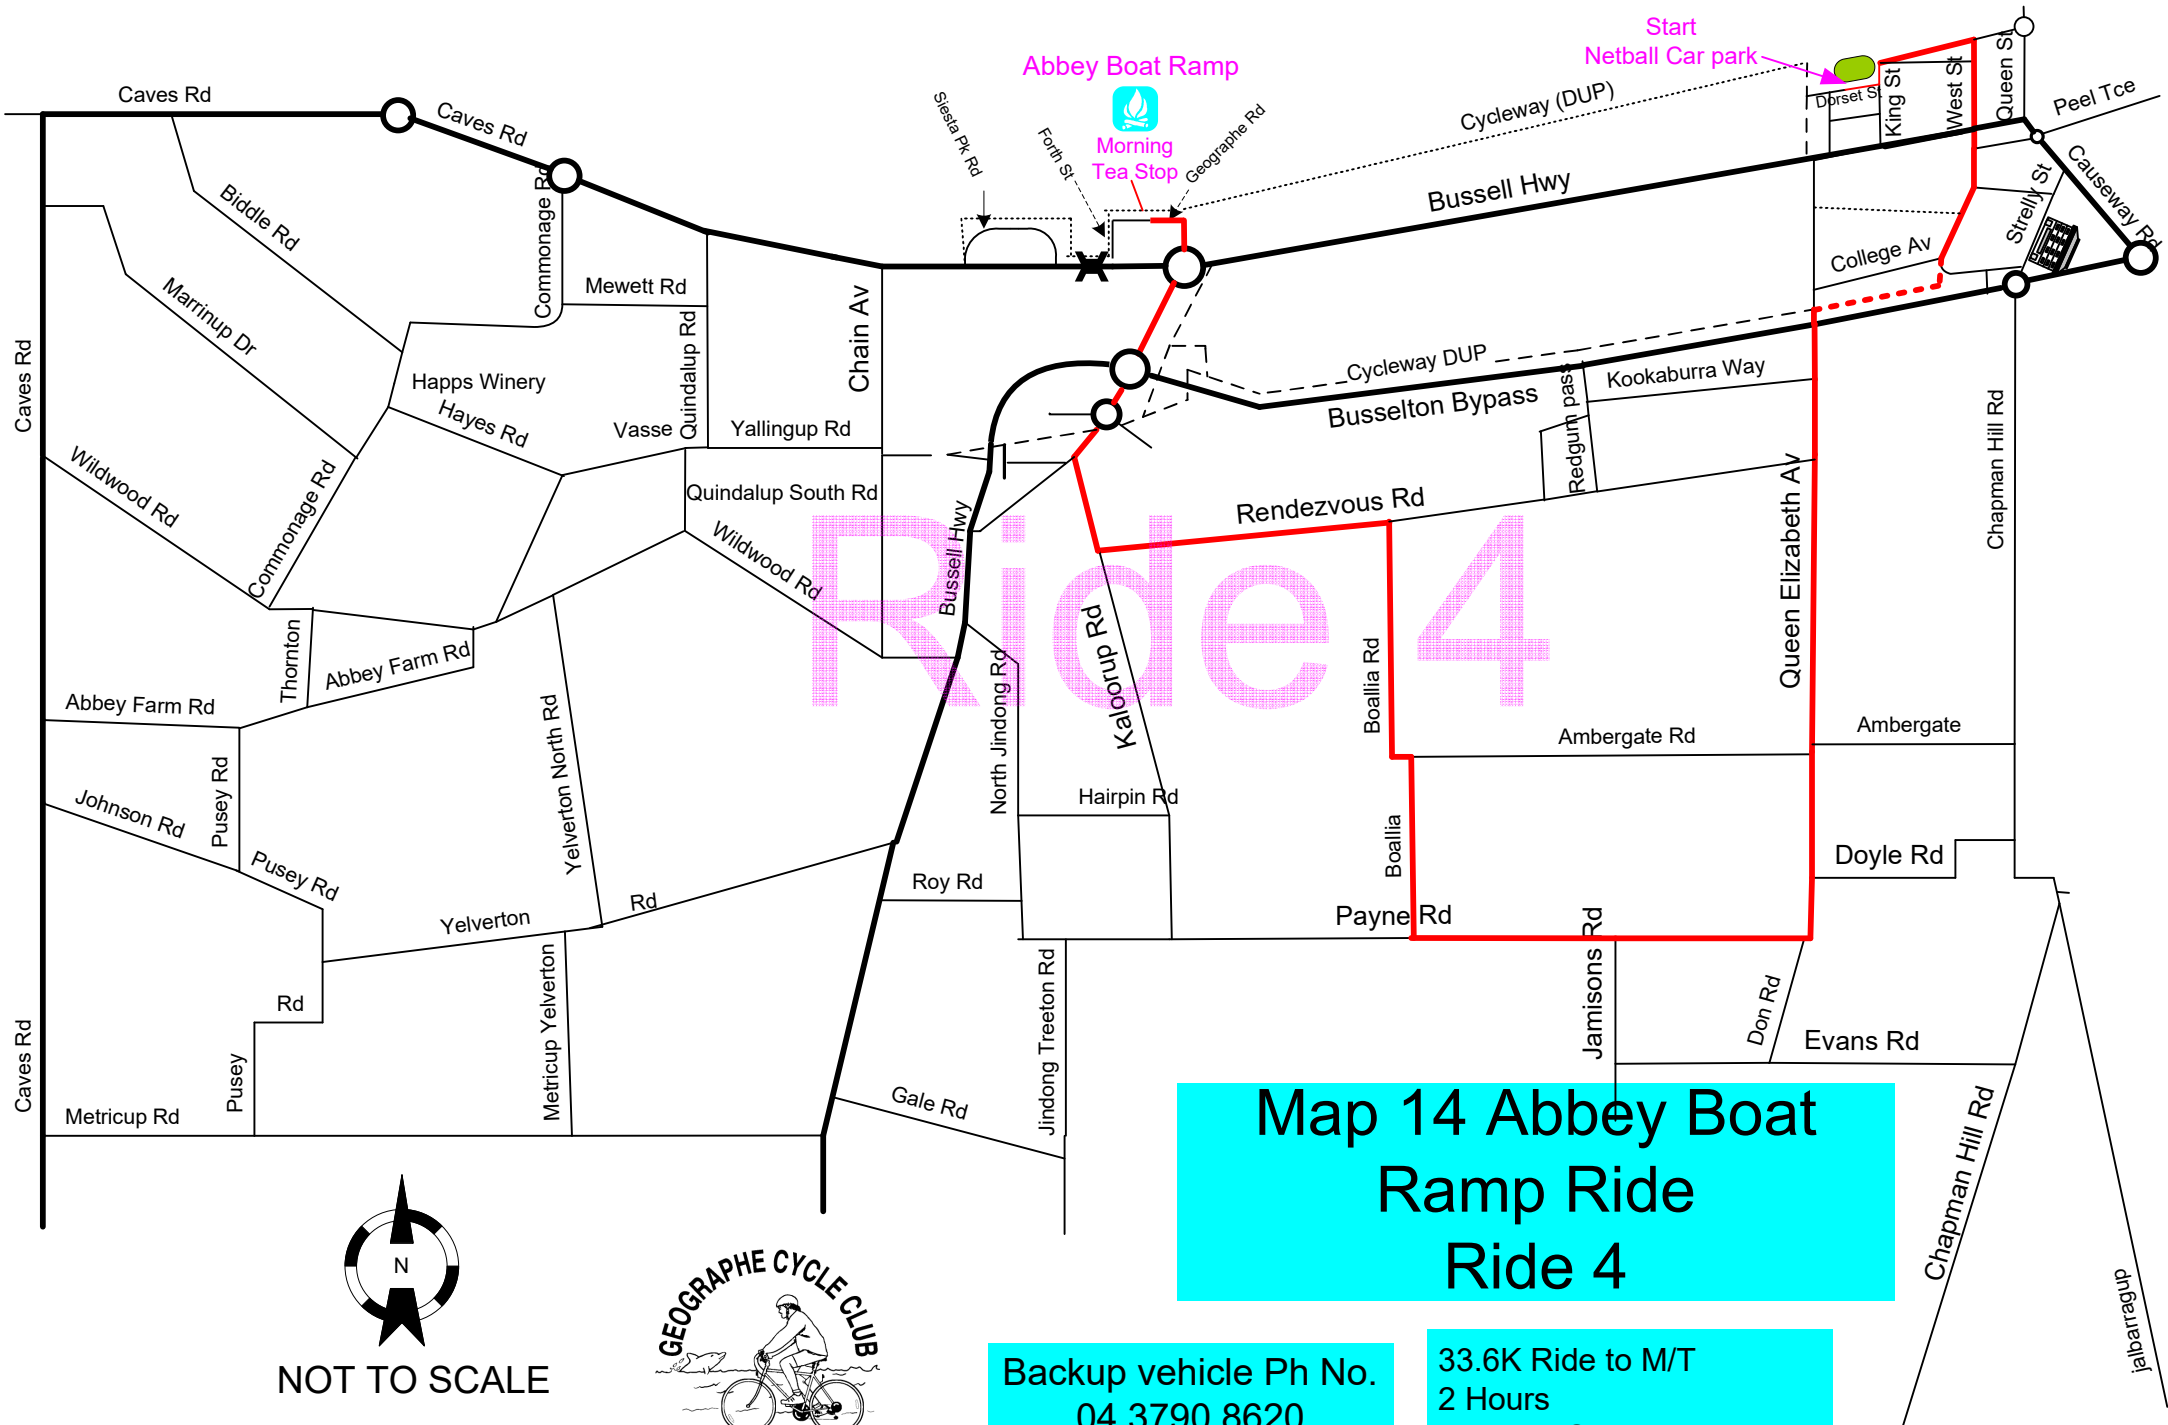 Start
Netball Car park
Abbey Boat Ramp
Morning
Tea Stop
Caves Rd
Caves Rd
Siesta Pk Rd
Forth St
Geographe Rd
Cycleway (DUP)
Dorset St
King St
West St
Queen St
Peel Tce
Causeway Rd
Strelly St
Bussell Hwy
College Av
Biddle Rd
Commonage Rd
Mewett Rd
Marrinup Dr
Caves Rd
Happs Winery
Hayes Rd
Quindalup Rd
Vasse
Yallingup Rd
Chain Av
Cycleway DUP
Busselton Bypass
Redgum pass
Kookaburra Way
Chapman Hill Rd
Wildwood Rd
Commonage Rd
Quindalup South Rd
Wildwood Rd
Bussell Hwy
Rendezvous Rd
Queen Elizabeth Av
Ride 4
Thornton
Abbey Farm Rd
Abbey Farm Rd
Yelverton North Rd
North Jindong Rd
Kaloorup Rd
Boallia Rd
Ambergate Rd
Ambergate
Johnson Rd
Pusey Rd
Pusey Rd
Hairpin Rd
Boallia
Doyle Rd
Yelverton
Rd
Roy Rd
Payne Rd
Jamisons Rd
Don Rd
Evans Rd
Rd
Pusey
Metricup Yelverton
Jindong Treeton Rd
Caves Rd
Metricup Rd
Gale Rd
Chapman Hill Rd
jalbarragup
Map 14 Abbey Boat
Ramp Ride
Ride 4
N
NOT TO SCALE
GEOGRAPHE CYCLE CLUB
Backup vehicle Ph No.
04 3790 8620
33.6K Ride to M/T
2 Hours